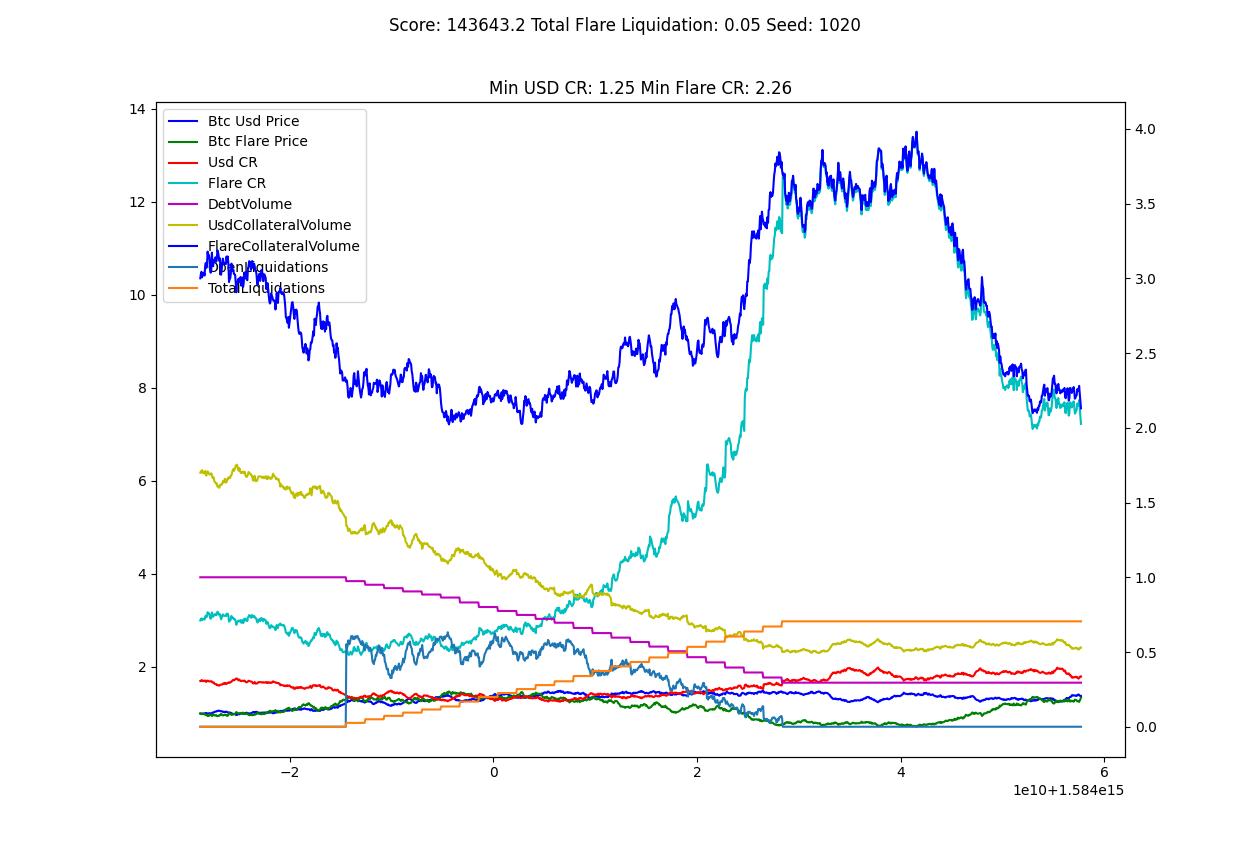 Score: 143643.2 Total Flare Liquidation: 0.05 Seed: 1020
Min USD CR: 1.25 Min Flare CR: 2.26
Btc Usd Price
Btc Flare Price
Usd CR
Flare CR
DebtVolume
UsdCollateralVolume
FlareCollateralVolume
OpenLiquidations
TotalLiquidations
14
12
10
8
6
4
2
4.0
3.5
3.0
2.5
2.0
1.5
1.0
0.5
0.0
−2
0
2
4
6
1e10+1.584e15